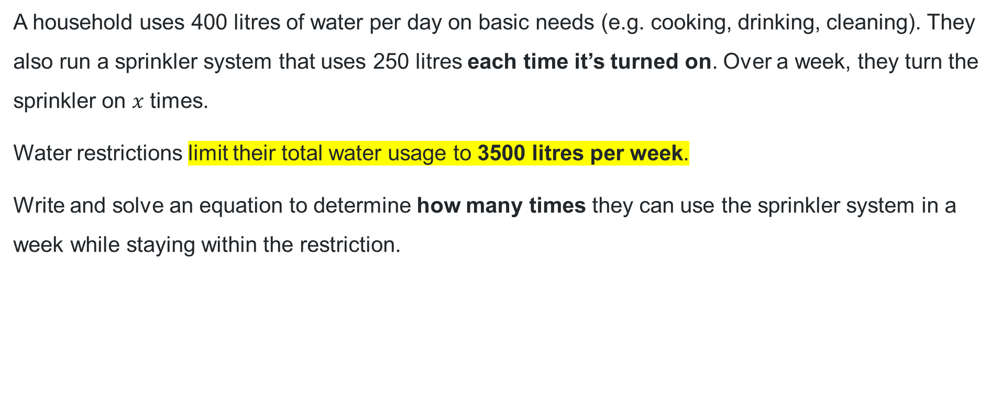 A household uses 400 litres of water per day on basic needs (e.g. cooking, drinking, cleaning). They
also run a sprinkler system that uses 250 litres each time it’s turned on. Over a week, they turn the
sprinkler on x times.
Water restrictions limit their total water usage to 3500 litres per week.
Write and solve an equation to determine how many times they can use the sprinkler system in a
week while staying within the restriction.